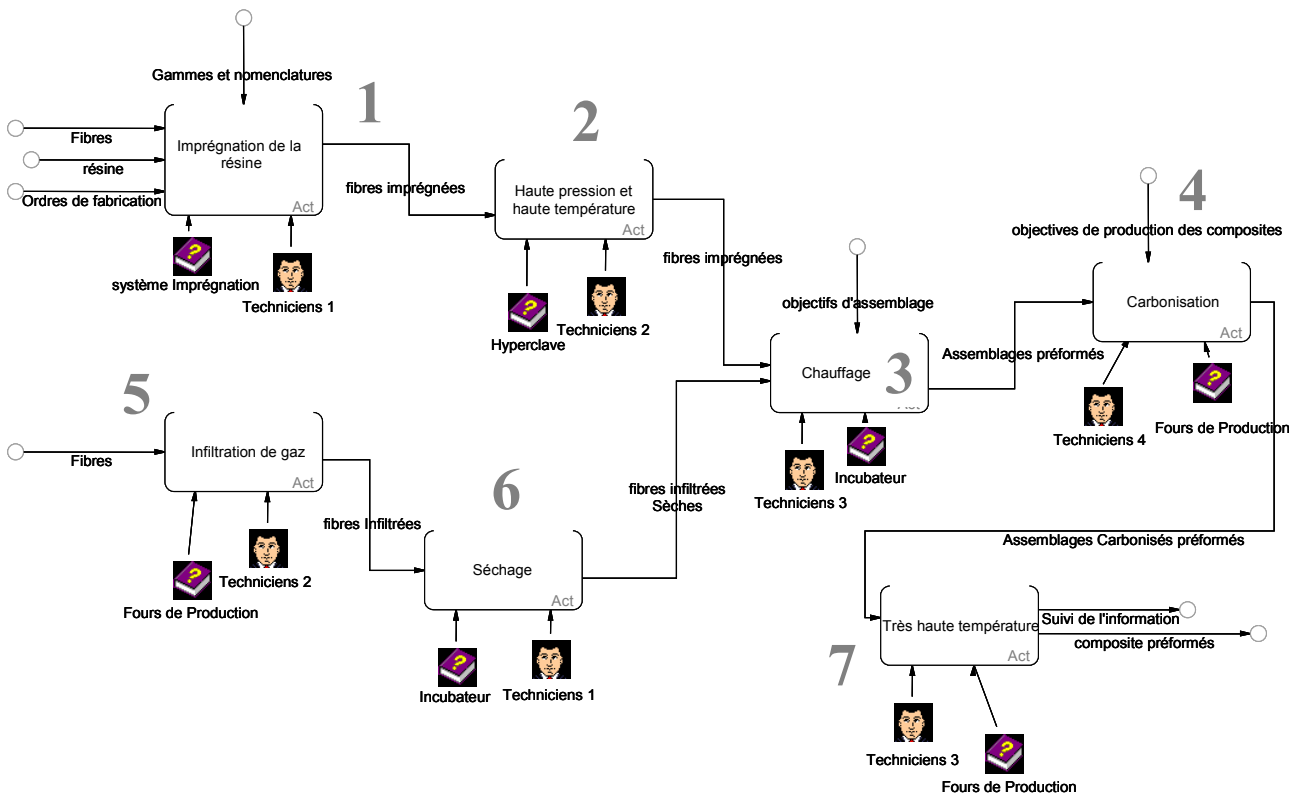 Gammes et nomenclatures
1
Fibres
résine
Ordres de fabrication
Imprégnation de la
résine
Act
système Imprégnation
Techniciens 1
fibres imprégnées
2
Haute pression et
haute température
Act
Hyperclave
Techniciens 2
fibres imprégnées
objectifs d'assemblage
Chauffage
3
Techniciens 3
Incubateur
Assemblages préformés
4
objectives de production des composites
Carbonisation
Act
Techniciens 4
Fours de Production
5
Fibres
Infiltration de gaz
Act
Fours de Production
Techniciens 2
fibres Infiltrées
6
Séchage
Act
Incubateur
Techniciens 1
fibres infiltrées
Sèches
Assemblages Carbonisés préformés
7
Très haute température
Act
Suivi de l'information
composite préformés
Techniciens 3
Fours de Production